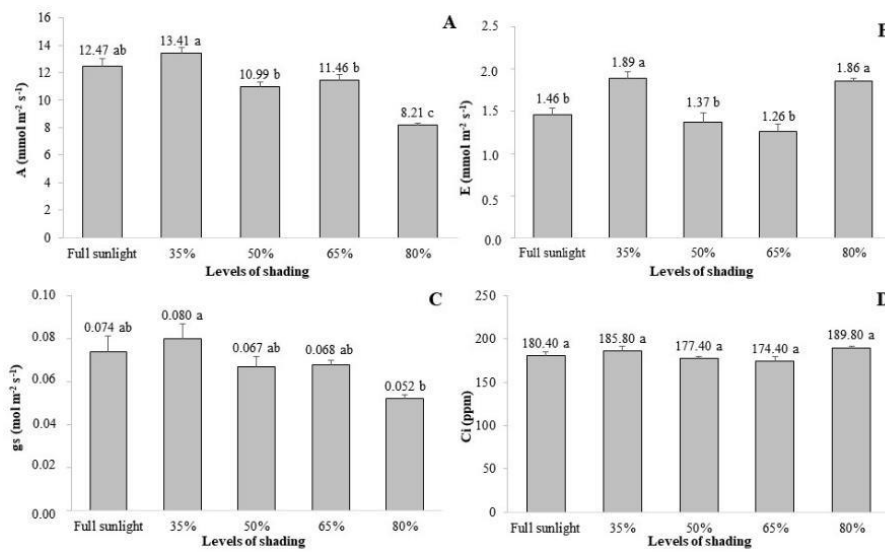 A
16
14
12
10
8
6
4
2
0
A (mmol m⁻² s⁻¹)
12.47 ab
13.41 a
10.99 b
11.46 b
8.21 c
Full sunlight 35% 50% 65% 80%
Levels of shading
2.5
2.0
1.5
1.0
0.5
0.0
E (mmol m⁻² s⁻¹)
1.46 b
1.89 a
1.37 b
1.26 b
1.86 a
Full sunlight 35% 50% 65% 80%
Levels of shading
C
0.10
0.08
0.06
0.04
0.02
0.00
gs (mol m⁻² s⁻¹)
0.074 ab
0.080 a
0.067 ab
0.068 ab
0.052 b
Full sunlight 35% 50% 65% 80%
Levels of shading
250
200
150
100
50
0
Ci (ppm)
180.40 a
185.80 a
177.40 a
174.40 a
189.80 a
Full sunlight 35% 50% 65% 80%
Levels of shading